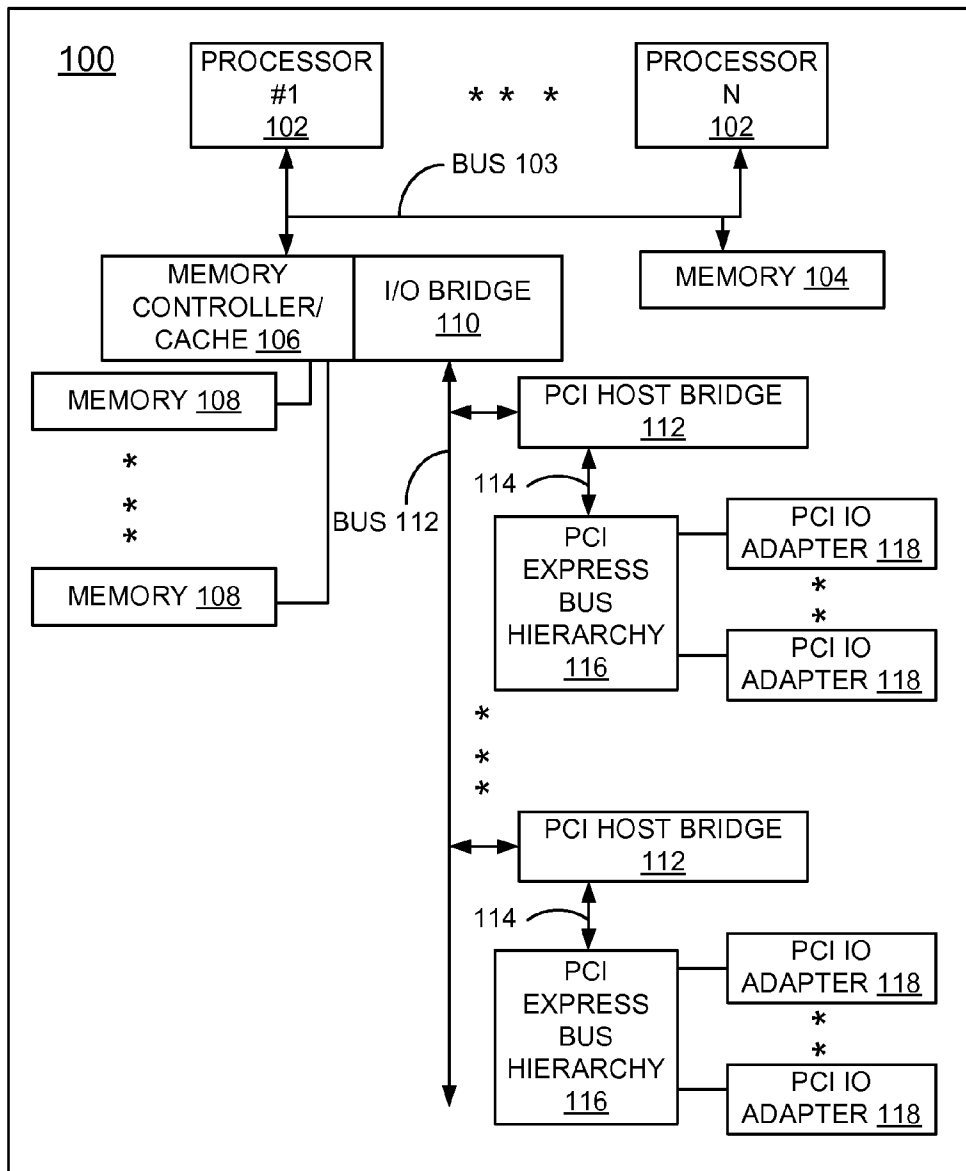 100
PROCESSOR
#1
102
* * *
PROCESSOR
N
102
BUS 103
MEMORY
CONTROLLER/
CACHE 106
I/O BRIDGE
110
MEMORY 104
MEMORY 108
*
*
*
MEMORY 108
BUS 112
PCI HOST BRIDGE
112
114
PCI
EXPRESS
BUS
HIERARCHY
116
PCI IO
ADAPTER 118
*
*
PCI IO
ADAPTER 118
*
*
*
PCI HOST BRIDGE
112
114
PCI
EXPRESS
BUS
HIERARCHY
116
PCI IO
ADAPTER 118
*
*
PCI IO
ADAPTER 118